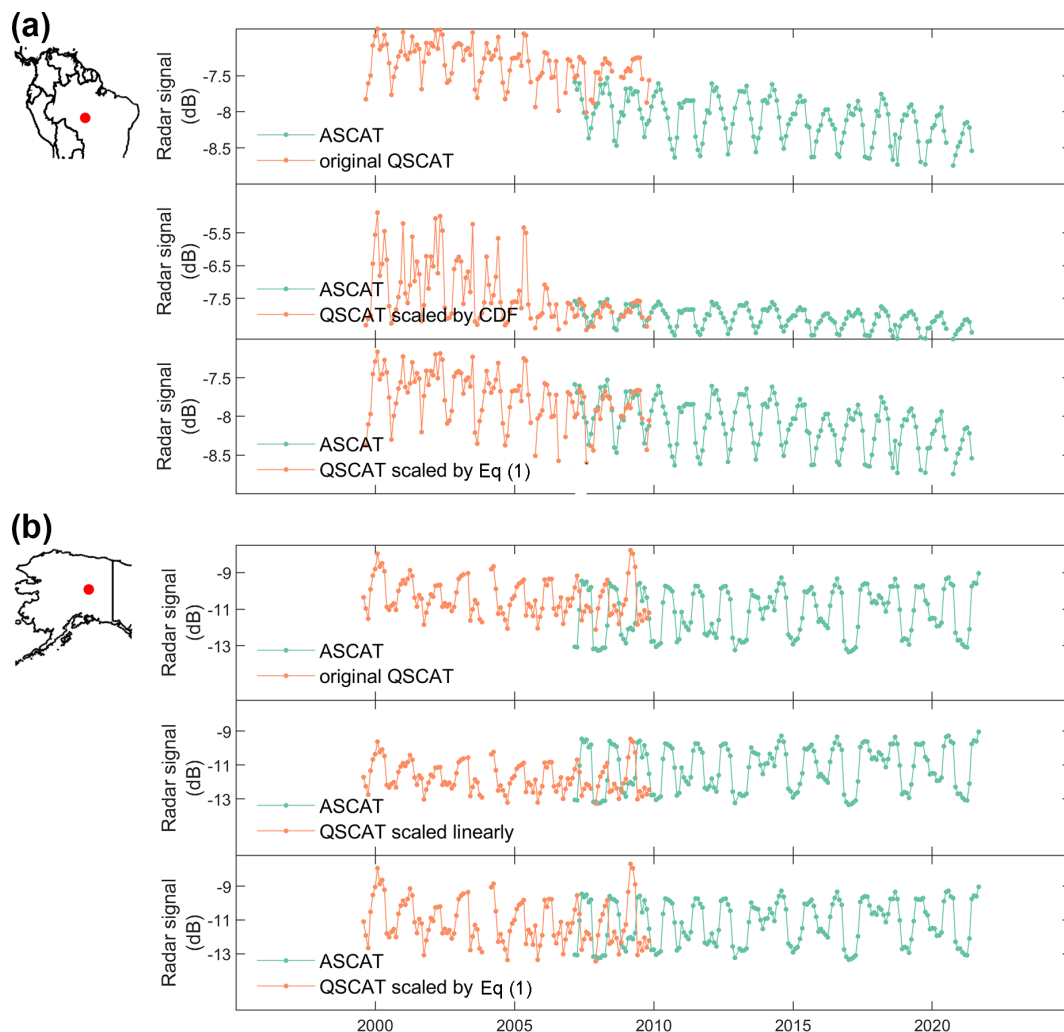 (a)
Radar signal
(dB)
-7.5
-8
-8.5
ASCAT
original QSCAT
Radar signal
(dB)
-5.5
-6.5
-7.5
ASCAT
QSCAT scaled by CDF
Radar signal
(dB)
-7.5
-8
-8.5
ASCAT
QSCAT scaled by Eq (1)
(b)
Radar signal
(dB)
-9
-11
-13
ASCAT
original QSCAT
Radar signal
(dB)
-9
-11
-13
ASCAT
QSCAT scaled linearly
Radar signal
(dB)
-9
-11
-13
ASCAT
QSCAT scaled by Eq (1)
2000 2005 2010 2015 2020